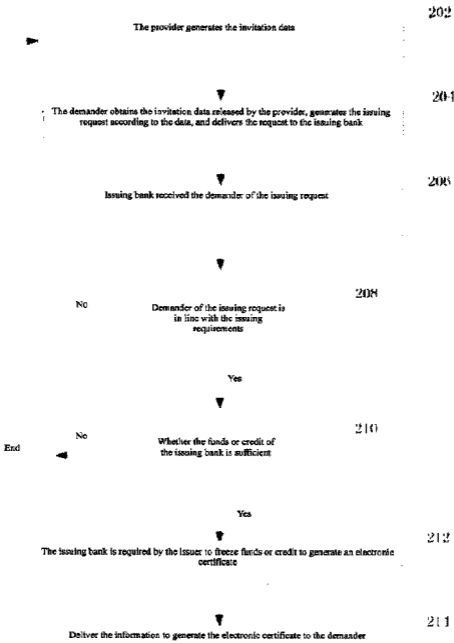 202
The provider generates the invitation data
204
The demander obtains the invitation data released by the provider, generates the issuing
request according to the data, and delivers the request to the issuing bank
206
Issuing bank received the demander of the issuing request
208
No
Demander of the issuing request is
in line with the issuing
requirements
Yes
210
No
End
Whether the funds or credit of
the issuing bank is sufficient
Yes
212
The issuing bank is required by the issuer to freeze funds or credit to generate an electronic
certificate
211
Deliver the information to generate the electronic certificate to the demander